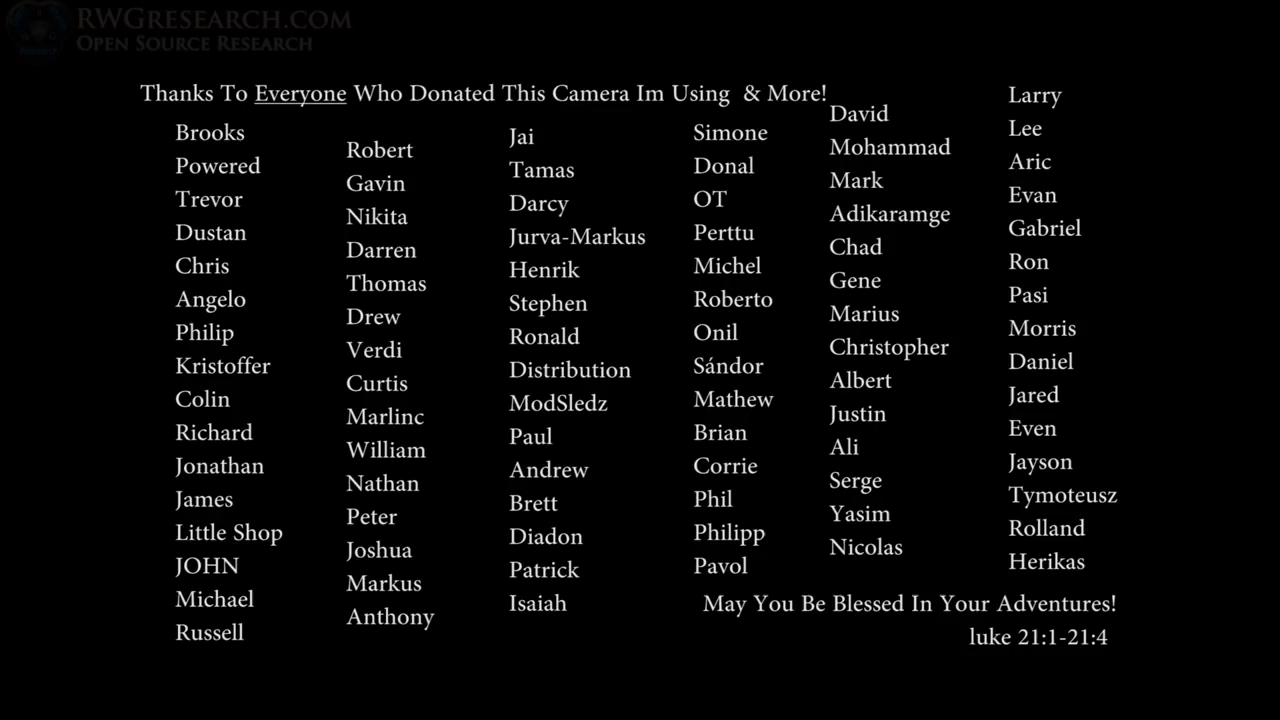 RWGresearch.com
Open Source Research
Thanks To Everyone Who Donated This Camera Im Using & More!
Brooks
Powered
Trevor
Dustan
Chris
Angelo
Philip
Kristoffer
Colin
Richard
Jonathan
James
Little Shop
JOHN
Michael
Russell
Robert
Gavin
Nikita
Darren
Thomas
Drew
Verdi
Curtis
Marlinc
William
Nathan
Peter
Joshua
Markus
Anthony
Jai
Tamas
Darcy
Jurva-Markus
Henrik
Stephen
Ronald
Distribution
ModSledz
Paul
Andrew
Brett
Diadon
Patrick
Isaiah
Simone
Donal
OT
Perttu
Michel
Roberto
Onil
Sándor
Mathew
Brian
Corrie
Phil
Philipp
Pavol
David
Mohammad
Mark
Adikaramge
Chad
Gene
Marius
Christopher
Albert
Justin
Ali
Serge
Yasim
Nicolas
Larry
Lee
Aric
Evan
Gabriel
Ron
Pasi
Morris
Daniel
Jared
Even
Jayson
Tymoteusz
Rolland
Herikas
May You Be Blessed In Your Adventures!
luke 21:1-21:4